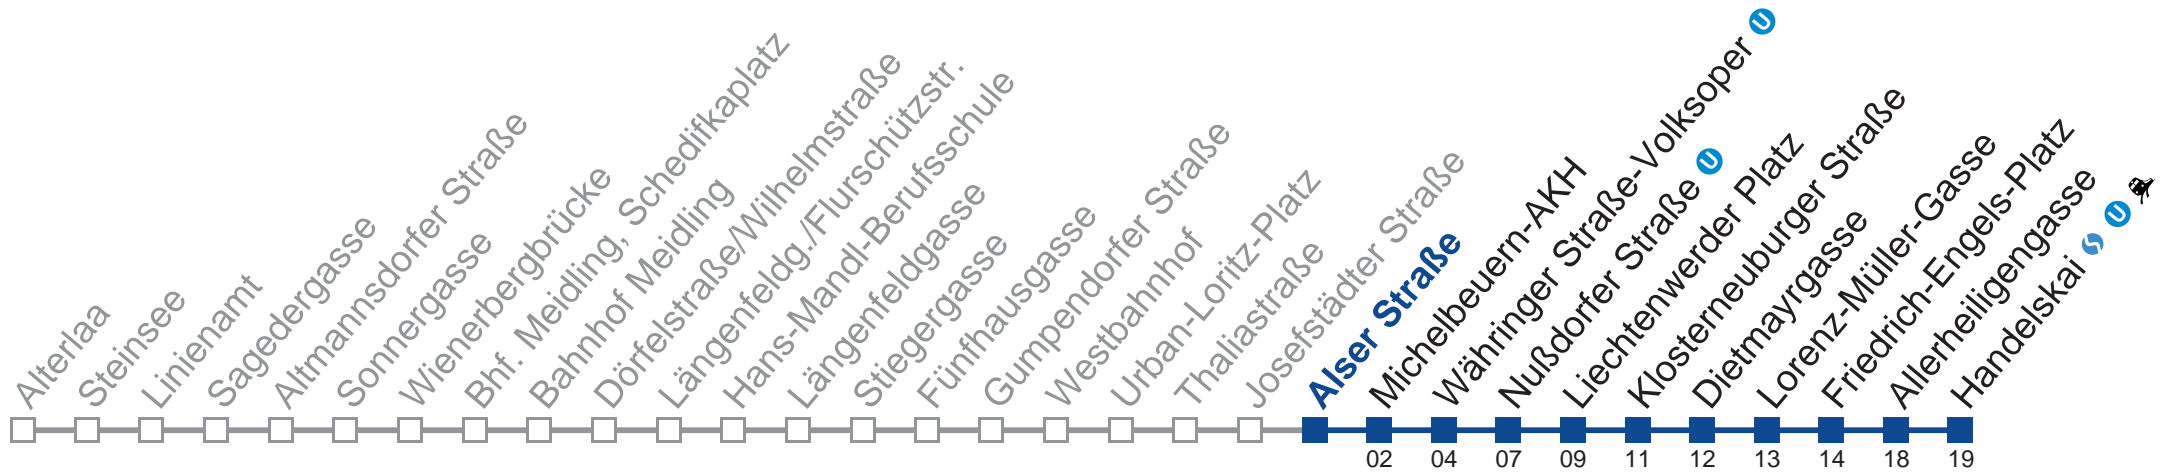 Alterlaa
Steinsee
Linienamt
Sagedergasse
Altmannsdorfer Straße
Sonnergasse
Wienerbergbrücke
Bhf. Meidling, Schedifkaplatz
Bahnhof Meidling
Dörfelstraße/Wilhelmstraße
Längenfeldg./Flurschützstr.
Hans-Mandl-Berufsschule
Längenfeldgasse
Stiegergasse
Fünfhausgasse
Gumpendorfer Straße
Westbahnhof
Urban-Loritz-Platz
Thaliastraße
Josefstädter Straße
Alser Straße
Michelbeuern-AKH
Währinger Straße-Volksoper U
Nußdorfer Straße U
Liechtenwerder Platz
Klosterneuburger Straße
Dietmayrgasse
Lorenz-Müller-Gasse
Friedrich-Engels-Platz
Allerheiligengasse
Handelskai S U
02 04 07 09 11 12 13 14 18 19